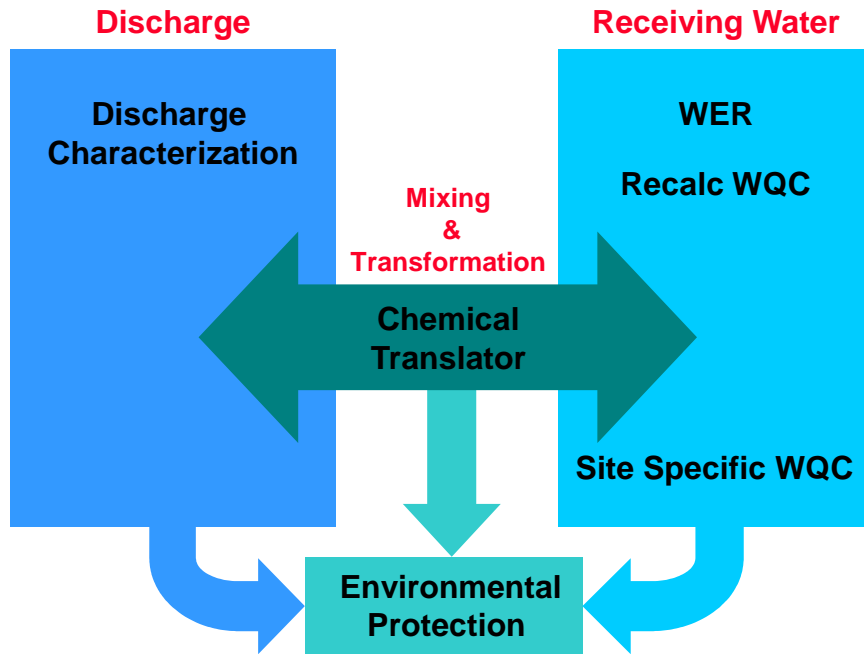 Discharge
Receiving Water
Discharge
Characterization
WER
Recalc WQC
Mixing
&
Transformation
Chemical
Translator
Site Specific WQC
Environmental
Protection